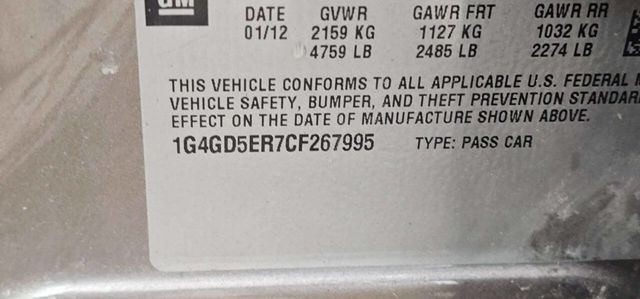 GM
DATE GVWR GAWR FRT GAWR RR
01/12 2159 KG 1127 KG 1032 KG
4759 LB 2485 LB 2274 LB
THIS VEHICLE CONFORMS TO ALL APPLICABLE U.S. FEDERAL
VEHICLE SAFETY, BUMPER, AND THEFT PREVENTION STANDAR
EFFECT ON THE DATE OF MANUFACTURE SHOWN ABOVE.
1G4GD5ER7CF267995 TYPE: PASS CAR